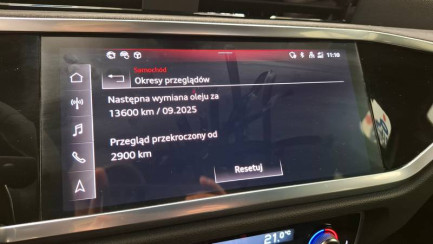 11:10
Samochód
Okresy przeglądów
Następna wymiana oleju za
13600 km / 09.2025
Przegląd przekroczony od
2900 km
Resetuj
21.0